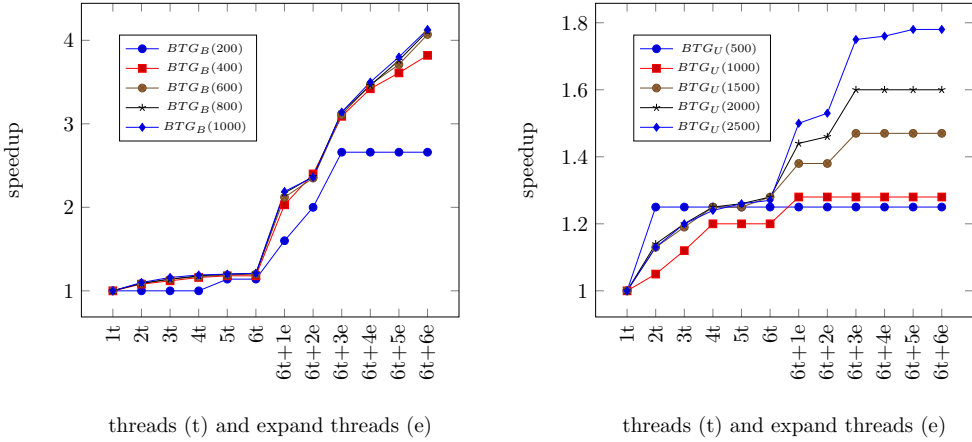 speedup
4
3
2
1
BTG_B(200)
BTG_B(400)
BTG_B(600)
BTG_B(800)
BTG_B(1000)
1t
2t
3t
4t
5t
6t
6t+1e
6t+2e
6t+3e
6t+4e
6t+5e
6t+6e
threads (t) and expand threads (e)
speedup
1.8
1.6
1.4
1.2
1
BTG_U(500)
BTG_U(1000)
BTG_U(1500)
BTG_U(2000)
BTG_U(2500)
1t
2t
3t
4t
5t
6t
6t+1e
6t+2e
6t+3e
6t+4e
6t+5e
6t+6e
threads (t) and expand threads (e)